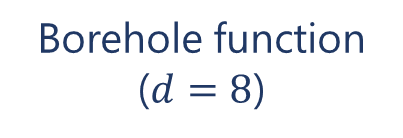 Borehole function
(d = 8)